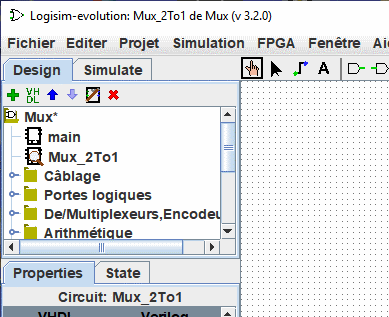 Logisim-evolution: Mux_2To1 de Mux (v 3.2.0)
Fichier Editer Projet Simulation FPGA Fenêtre Ai
Design Simulate
VH DL
Mux*
main
Mux_2To1
Câblage
Portes logiques
De/Multiplexeurs,Encodeu
Arithmétique
Properties State
Circuit: Mux_2To1
VHDL Verilog